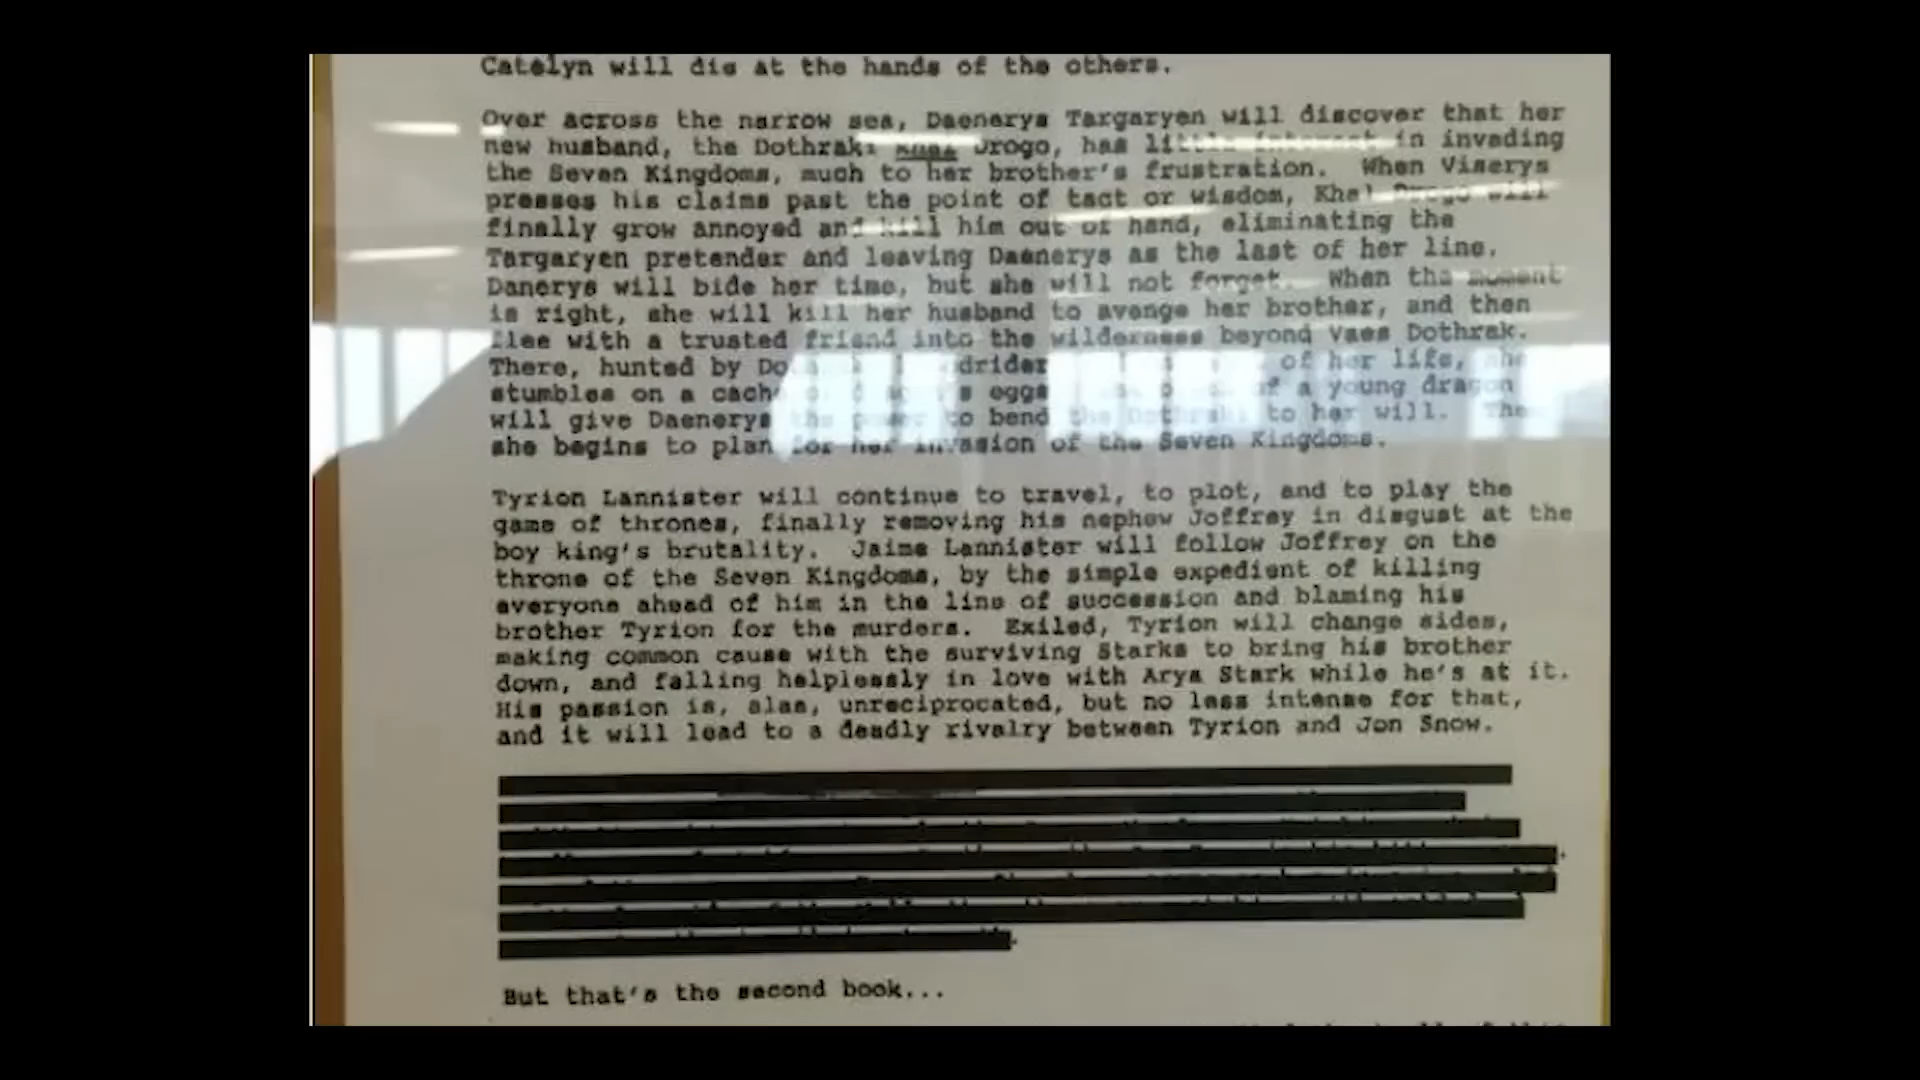 Catelyn will die at the hands of the others.
Over across the narrow sea, Daenerys Targaryen will discover that her
new husband, the Dothraki Khal Drogo, has little interest in invading
the Seven Kingdoms, much to her brother's frustration. When Viserys
presses his claims past the point of tact or wisdom, Khal Drogo will
finally grow annoyed and kill him out of hand, eliminating the
Targaryen pretender and leaving Daenerys as the last of her line.
Danerys will bide her time, but she will not forget. When the moment
is right, she will kill her husband to avenge her brother, and then
flee with a trusted friend into the wilderness beyond Vaes Dothrak.
There, hunted by of her life, she
stumbles on a cache eggs of a young dragon
will give Daenerys the power to bend the Dothraki to her will. Then
she begins to plan for her invasion of the Seven Kingdoms.
Tyrion Lannister will continue to travel, to plot, and to play the
game of thrones, finally removing his nephew Joffrey in disgust at the
boy king's brutality. Jaime Lannister will follow Joffrey on the
throne of the Seven Kingdoms, by the simple expedient of killing
everyone ahead of him in the line of succession and blaming his
brother Tyrion for the murders. Exiled, Tyrion will change sides,
making common cause with the surviving Starks to bring his brother
down, and falling helplessly in love with Arya Stark while he's at it.
His passion is, alas, unreciprocated, but no less intense for that,
and it will lead to a deadly rivalry between Tyrion and Jon Snow.
But that's the second book...